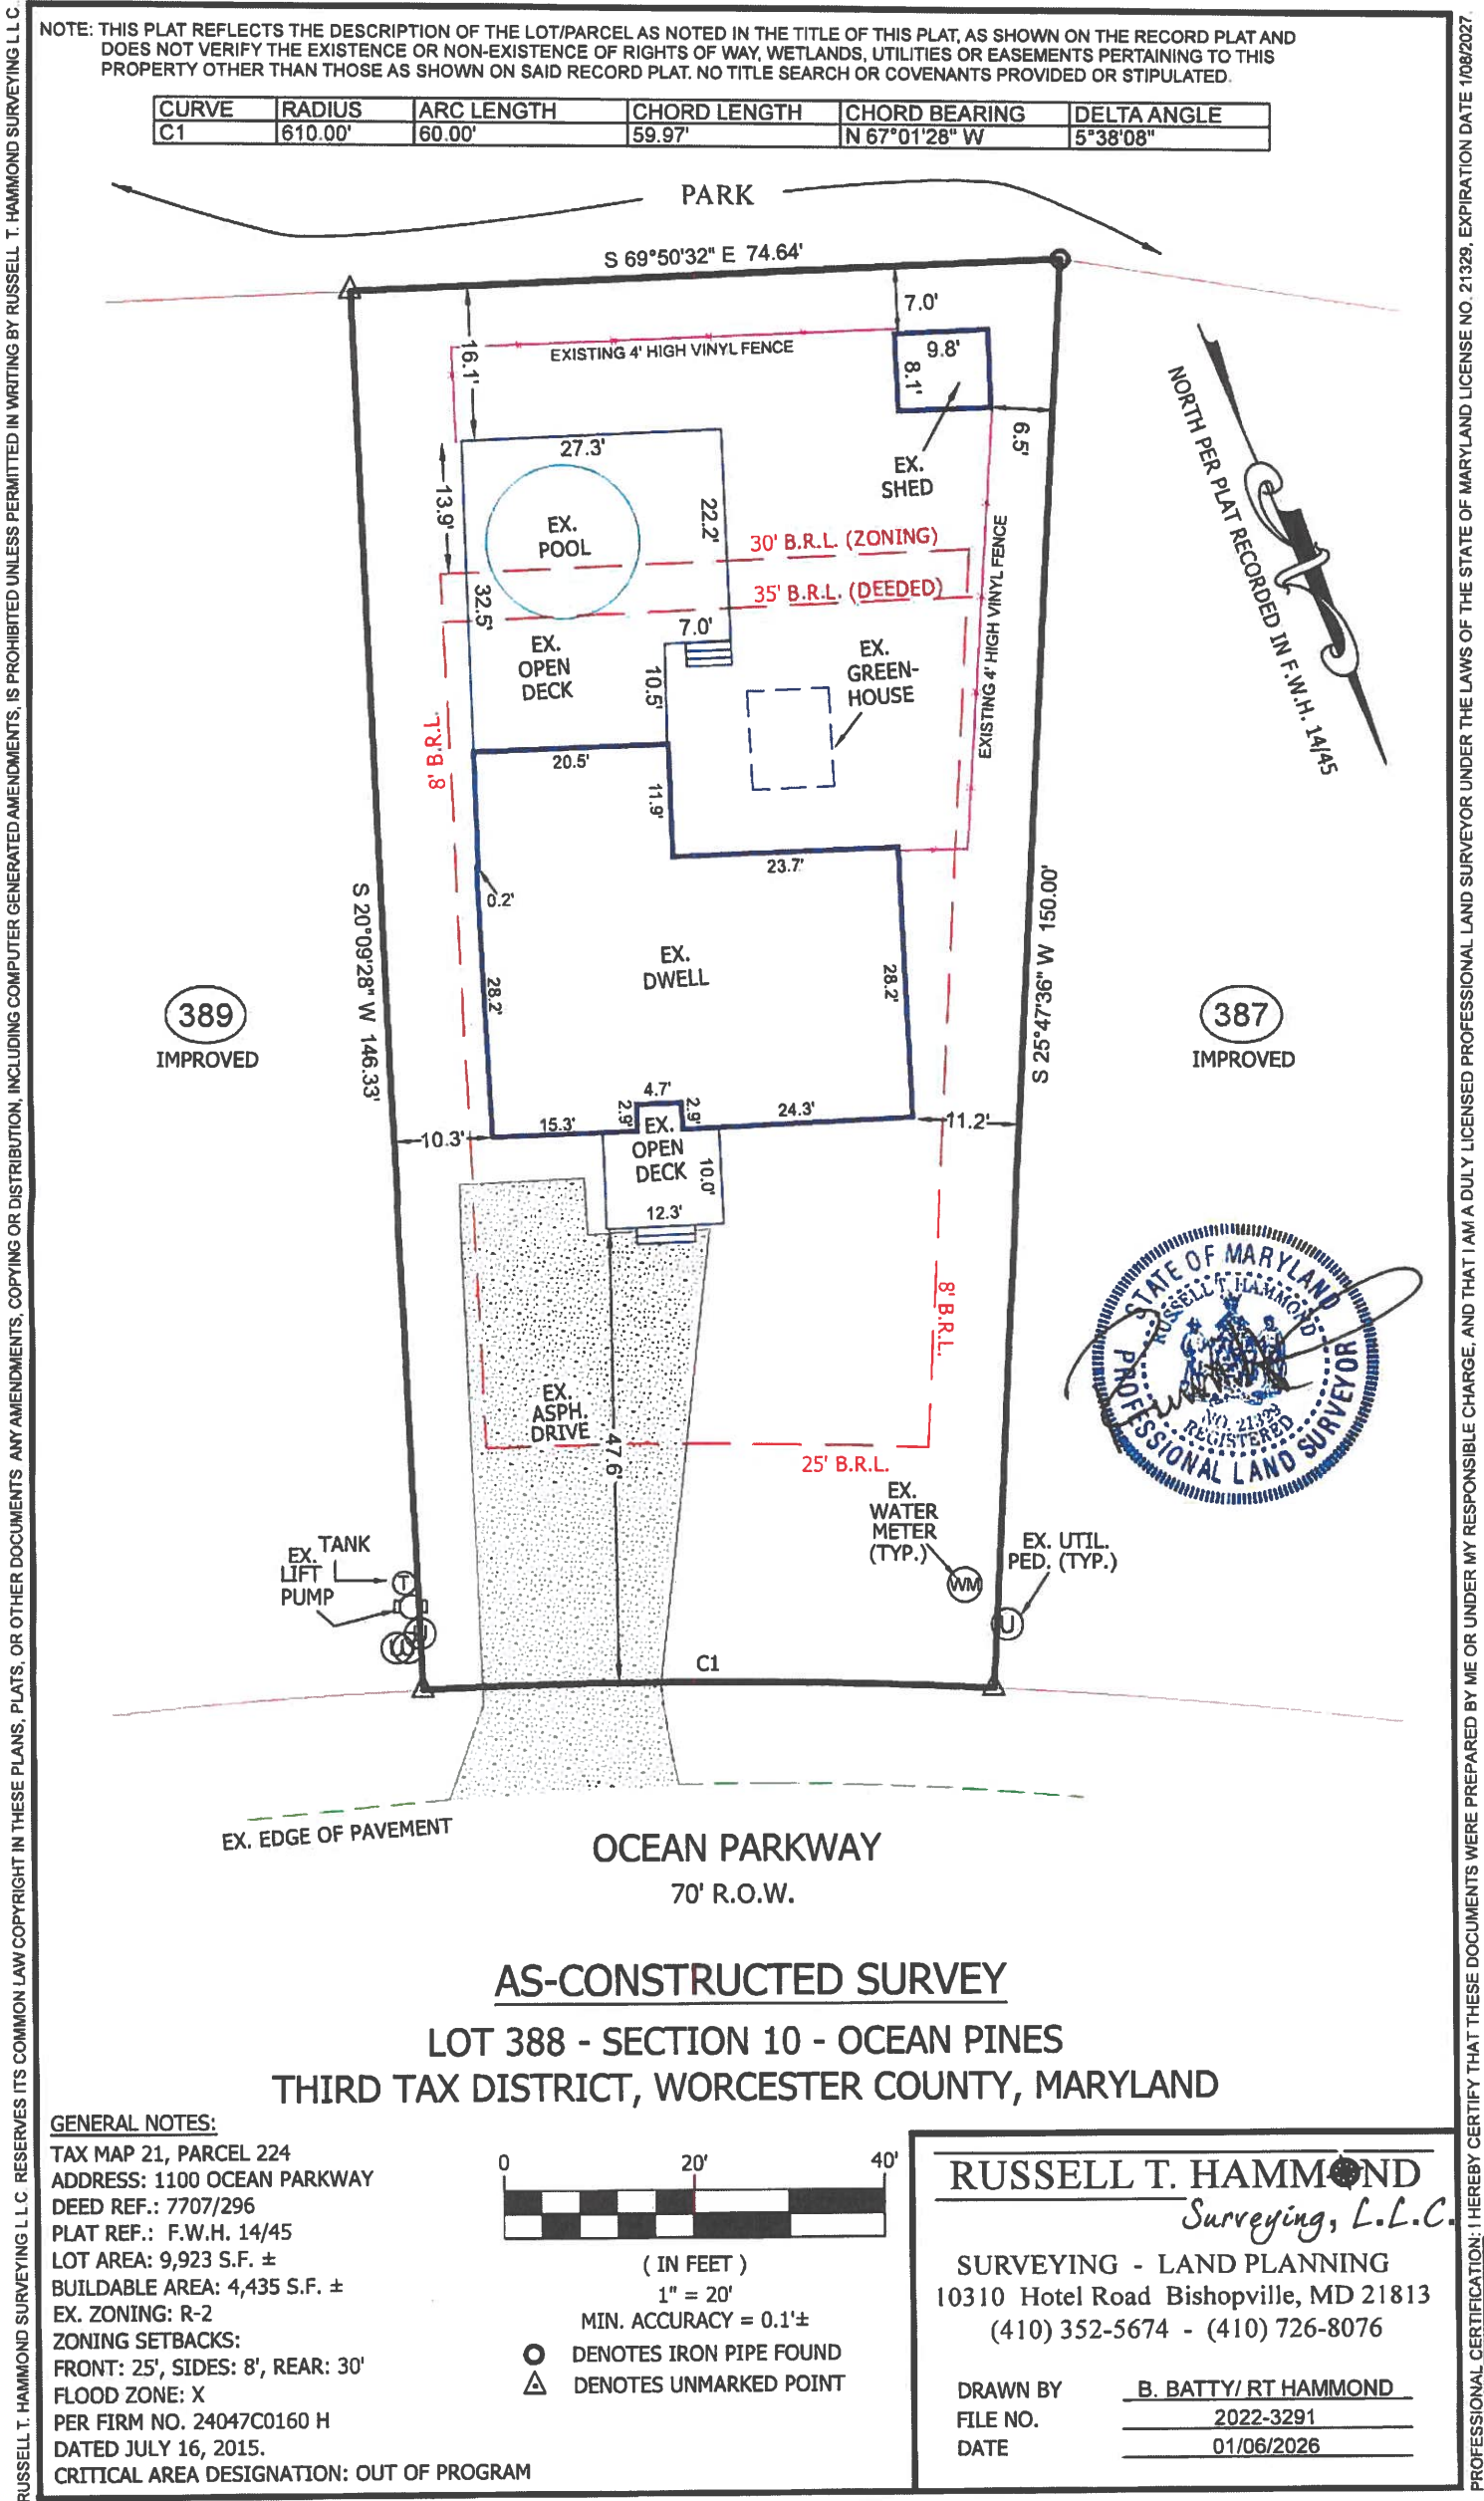 NOTE: THIS PLAT REFLECTS THE DESCRIPTION OF THE LOT/PARCEL AS NOTED IN THE TITLE OF THIS PLAT, AS SHOWN ON THE RECORD PLAT AND
DOES NOT VERIFY THE EXISTENCE OR NON-EXISTENCE OF RIGHTS OF WAY, WETLANDS, UTILITIES OR EASEMENTS PERTAINING TO THIS
PROPERTY OTHER THAN THOSE AS SHOWN ON SAID RECORD PLAT. NO TITLE SEARCH OR COVENANTS PROVIDED OR STIPULATED.
CURVE RADIUS ARC LENGTH CHORD LENGTH CHORD BEARING DELTA ANGLE
C1 610.00' 60.00' 59.97' N 67°01'28" W 5°38'08"
PARK
S 69°50'32" E 74.64'
7.0'
16.1'
EXISTING 4' HIGH VINYL FENCE
9.8'
8.1'
6.5'
EX.
SHED
NORTH PER PLAT RECORDED IN F.W.H. 14/45
27.3'
13.9'
22.2'
EX.
POOL
30' B.R.L. (ZONING)
35' B.R.L. (DEEDED)
32.5'
7.0'
EX.
OPEN
DECK
10.5'
EX.
GREEN-
HOUSE
EXISTING 4' HIGH VINYL FENCE
8' B.R.L.
20.5'
11.9'
23.7'
0.2'
S 20°09'28" W 146.33'
S 25°47'36" W 150.00'
EX.
DWELL
28.2'
28.2'
389
IMPROVED
387
IMPROVED
4.7'
2.9'
2.9'
15.3'
24.3'
10.3'
11.2'
EX.
OPEN
DECK
10.0'
12.3'
8' B.R.L.
EX.
ASPH.
DRIVE
47.6'
25' B.R.L.
STATE OF MARYLAND
RUSSELL T. HAMMOND
NO. 21329
REGISTERED
PROFESSIONAL LAND SURVEYOR
EX.
WATER
METER
(TYP.)
WM
EX. UTIL.
PED. (TYP.)
U
TANK
EX.
LIFT
PUMP
T
U
U
U
C1
EX. EDGE OF PAVEMENT
OCEAN PARKWAY
70' R.O.W.
AS-CONSTRUCTED SURVEY
LOT 388 - SECTION 10 - OCEAN PINES
THIRD TAX DISTRICT, WORCESTER COUNTY, MARYLAND
GENERAL NOTES:
TAX MAP 21, PARCEL 224
ADDRESS: 1100 OCEAN PARKWAY
DEED REF.: 7707/296
PLAT REF.: F.W.H. 14/45
LOT AREA: 9,923 S.F. ±
BUILDABLE AREA: 4,435 S.F. ±
EX. ZONING: R-2
ZONING SETBACKS:
FRONT: 25', SIDES: 8', REAR: 30'
FLOOD ZONE: X
PER FIRM NO. 24047C0160 H
DATED JULY 16, 2015.
CRITICAL AREA DESIGNATION: OUT OF PROGRAM
0 20' 40'
( IN FEET )
1" = 20'
MIN. ACCURACY = 0.1'±
DENOTES IRON PIPE FOUND
DENOTES UNMARKED POINT
RUSSELL T. HAMMOND
Surveying, L.L.C.
SURVEYING - LAND PLANNING
10310 Hotel Road Bishopville, MD 21813
(410) 352-5674 - (410) 726-8076
DRAWN BY B. BATTY/ RT HAMMOND
FILE NO. 2022-3291
DATE 01/06/2026
RUSSELL T. HAMMOND SURVEYING L.L.C. RESERVES ITS COMMON LAW COPYRIGHT IN THESE PLANS, PLATS, OR OTHER DOCUMENTS. ANY AMENDMENTS, COPYING OR DISTRIBUTION, INCLUDING COMPUTER GENERATED AMENDMENTS, IS PROHIBITED UNLESS PERMITTED IN WRITING BY RUSSELL T. HAMMOND SURVEYING L.L.C.
PROFESSIONAL CERTIFICATION: I HEREBY CERTIFY THAT THESE DOCUMENTS WERE PREPARED BY ME OR UNDER MY RESPONSIBLE CHARGE, AND THAT I AM A DULY LICENSED PROFESSIONAL LAND SURVEYOR UNDER THE LAWS OF THE STATE OF MARYLAND LICENSE NO. 21329, EXPIRATION DATE 1/08/2027.